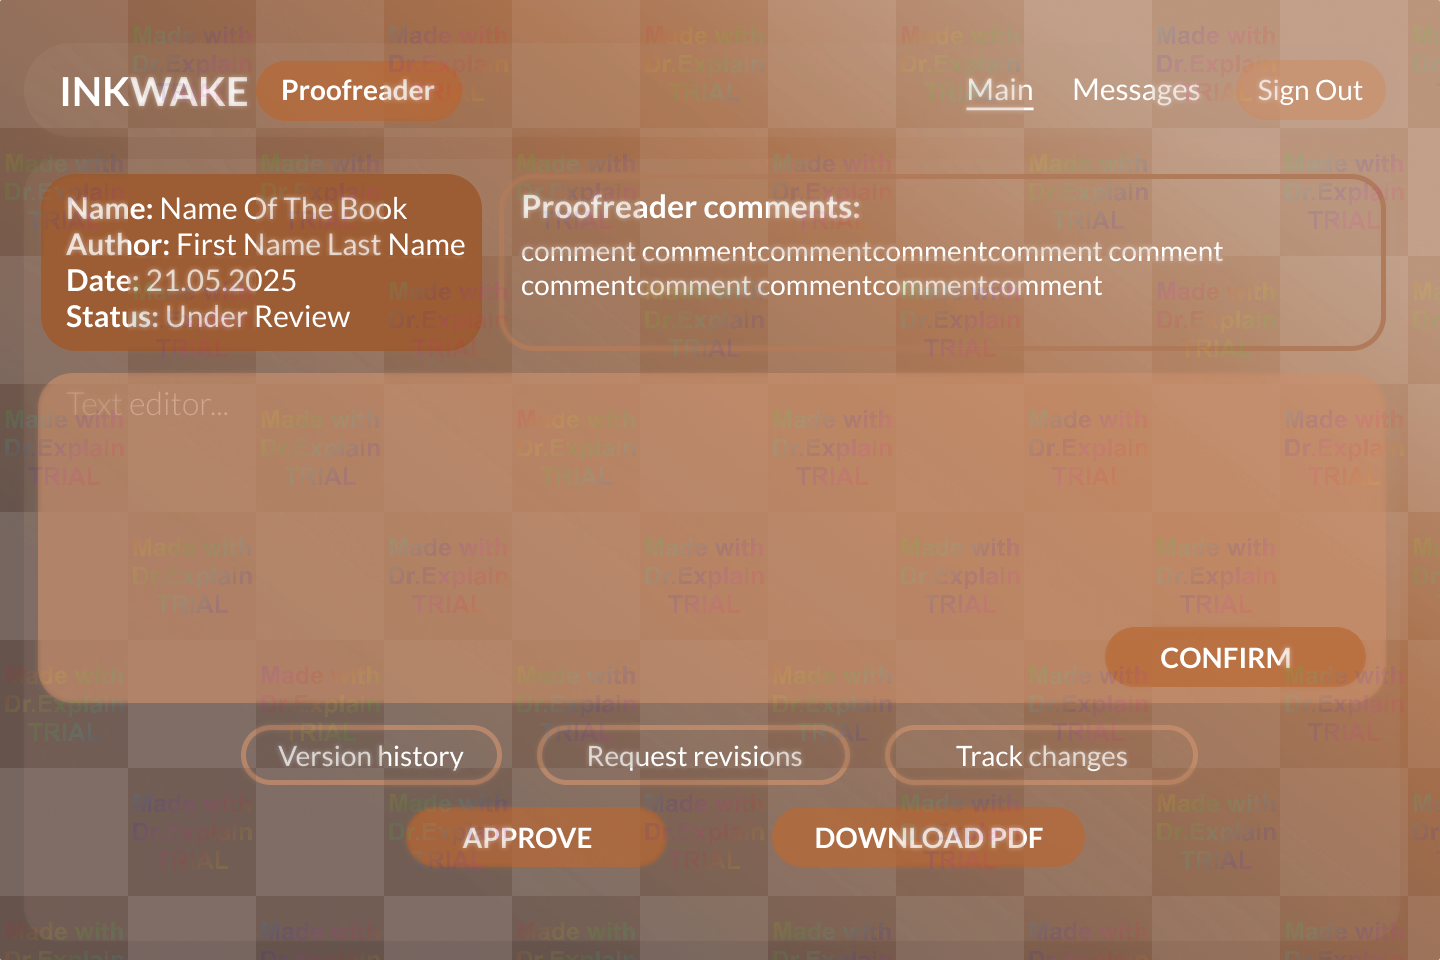 INKWAKE
Proofreader
Main
Messages
Sign Out
Name: Name Of The Book
Author: First Name Last Name
Date: 21.05.2025
Status: Under Review
Proofreader comments:
comment commentcommentcommentcomment comment
commentcomment commentcommentcomment
Text editor...
CONFIRM
Version history
Request revisions
Track changes
APPROVE
DOWNLOAD PDF
Made with
Dr.Explain
TRIAL